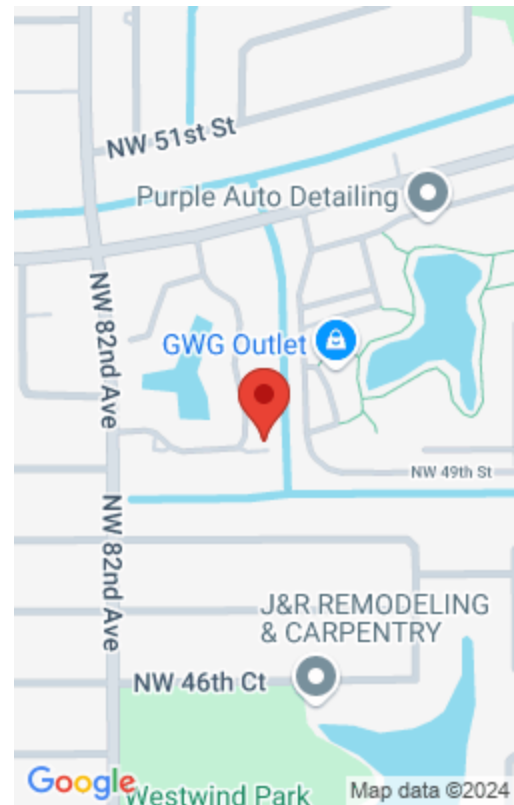 NW 51st St
Purple Auto Detailing
NW 82nd Ave
GWG Outlet
NW 49th St
NW 82nd Ave
J&R REMODELING
& CARPENTRY
NW 46th Ct
Google
Westwind Park
Map data ©2024